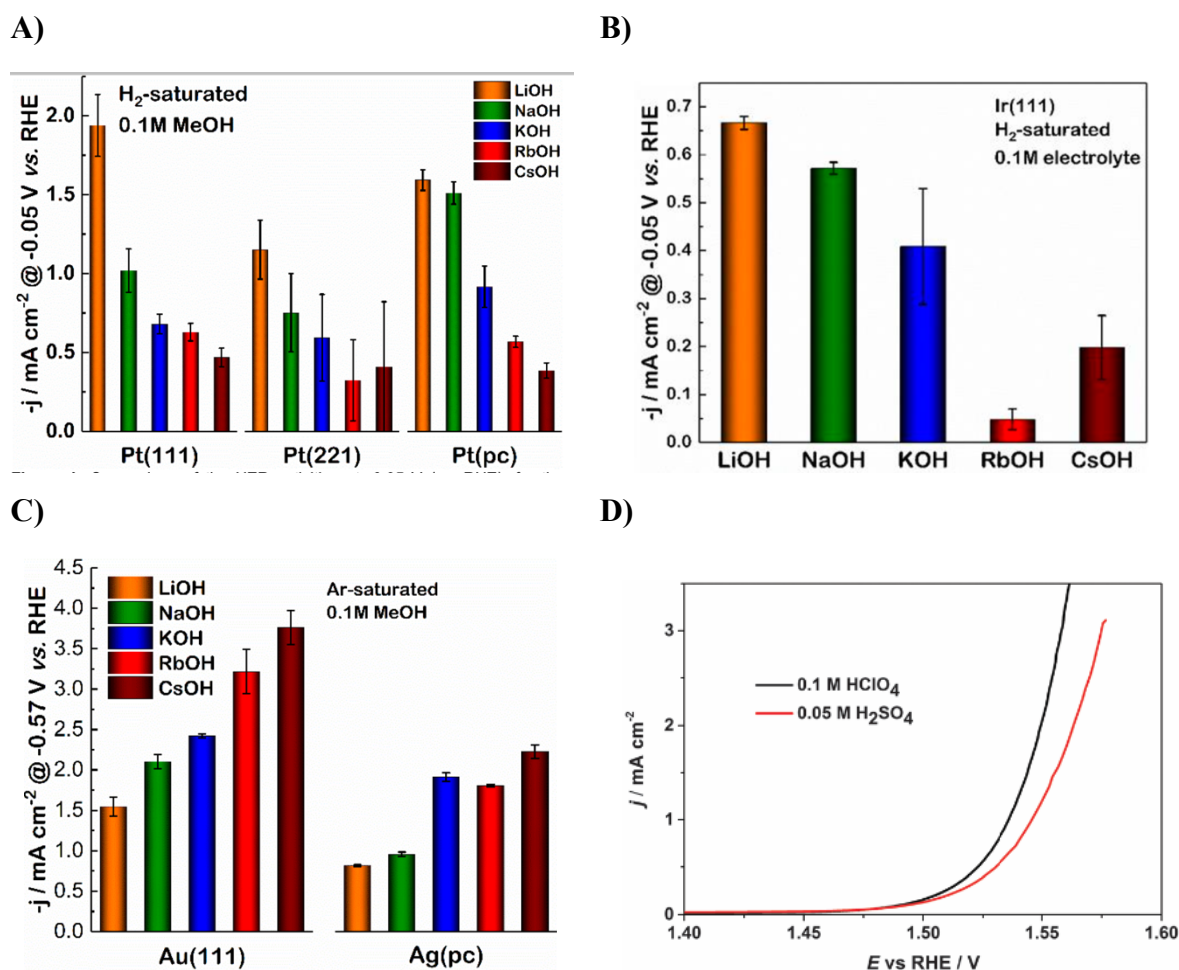 A)
H2-saturated
0.1M MeOH
LiOH
NaOH
KOH
RbOH
CsOH
-j / mA cm-2 @ -0.05 V vs. RHE
2.0
1.5
1.0
0.5
0.0
Pt(111)
Pt(221)
Pt(pc)
B)
Ir(111)
H2-saturated
0.1M electrolyte
-j / mA cm-2 @ -0.05 V vs. RHE
0.7
0.6
0.5
0.4
0.3
0.2
0.1
0.0
LiOH NaOH KOH RbOH CsOH
C)
LiOH
NaOH
KOH
RbOH
CsOH
Ar-saturated
0.1M MeOH
-j / mA cm-2 @ -0.57 V vs. RHE
4.5
4.0
3.5
3.0
2.5
2.0
1.5
1.0
0.5
0.0
Au(111)
Ag(pc)
D)
0.1 M HClO4
0.05 M H2SO4
j / mA cm-2
3
2
1
0
1.40 1.45 1.50 1.55 1.60
E vs RHE / V